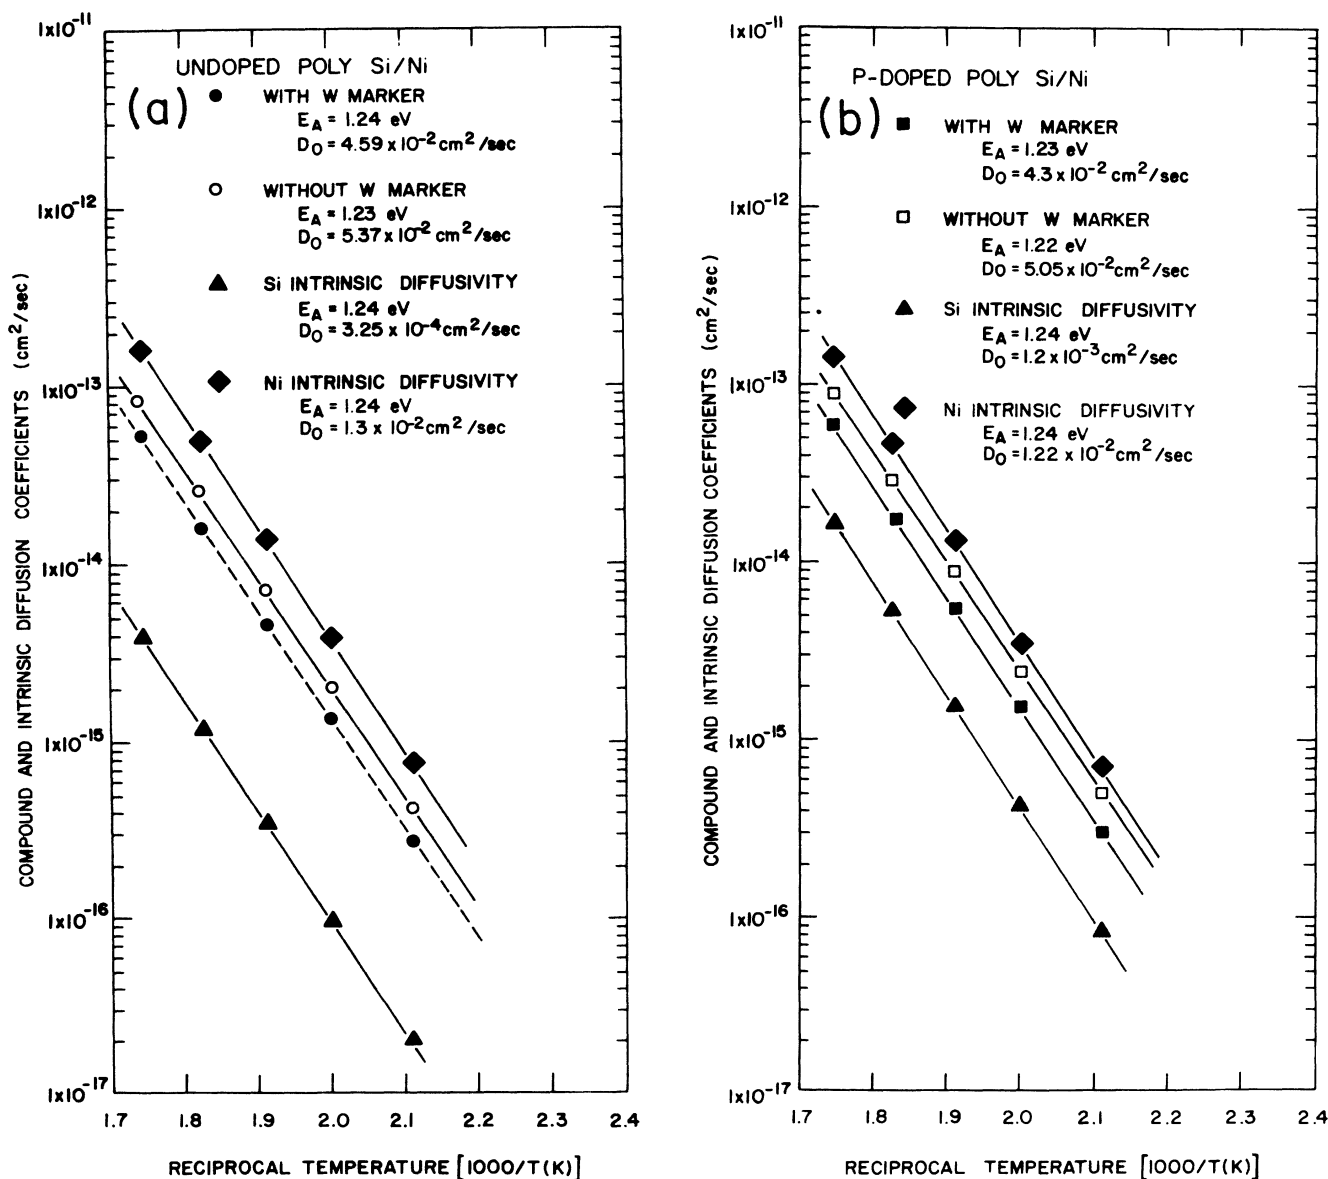 UNDOPED POLY Si/Ni
(a)
● WITH W MARKER
E_A = 1.24 eV
D_O = 4.59 x 10^-2 cm^2/sec
○ WITHOUT W MARKER
E_A = 1.23 eV
D_O = 5.37 x 10^-2 cm^2/sec
▲ Si INTRINSIC DIFFUSIVITY
E_A = 1.24 eV
D_O = 3.25 x 10^-4 cm^2/sec
◆ Ni INTRINSIC DIFFUSIVITY
E_A = 1.24 eV
D_O = 1.3 x 10^-2 cm^2/sec
COMPOUND AND INTRINSIC DIFFUSION COEFFICIENTS (cm^2/sec)
1x10^-11
1x10^-12
1x10^-13
1x10^-14
1x10^-15
1x10^-16
1x10^-17
1.7 1.8 1.9 2.0 2.1 2.2 2.3 2.4
RECIPROCAL TEMPERATURE [1000/T(K)]
P-DOPED POLY Si/Ni
(b)
■ WITH W MARKER
E_A = 1.23 eV
D_O = 4.3 x 10^-2 cm^2/sec
□ WITHOUT W MARKER
E_A = 1.22 eV
DO = 5.05 x 10^-2 cm^2/sec
▲ Si INTRINSIC DIFFUSIVITY
E_A = 1.24 eV
D_O = 1.2 x 10^-3 cm^2/sec
◆ Ni INTRINSIC DIFFUSIVITY
E_A = 1.24 eV
D_O = 1.22 x 10^-2 cm^2/sec
COMPOUND AND INTRINSIC DIFFUSION COEFFICIENTS (cm^2/sec)
1x10^-11
1x10^-12
1x10^-13
1x10^-14
1x10^-15
1x10^-16
1x10^-17
1.7 1.8 1.9 2.0 2.1 2.2 2.3 2.4
RECIPROCAL TEMPERATURE [1000/T(K)]